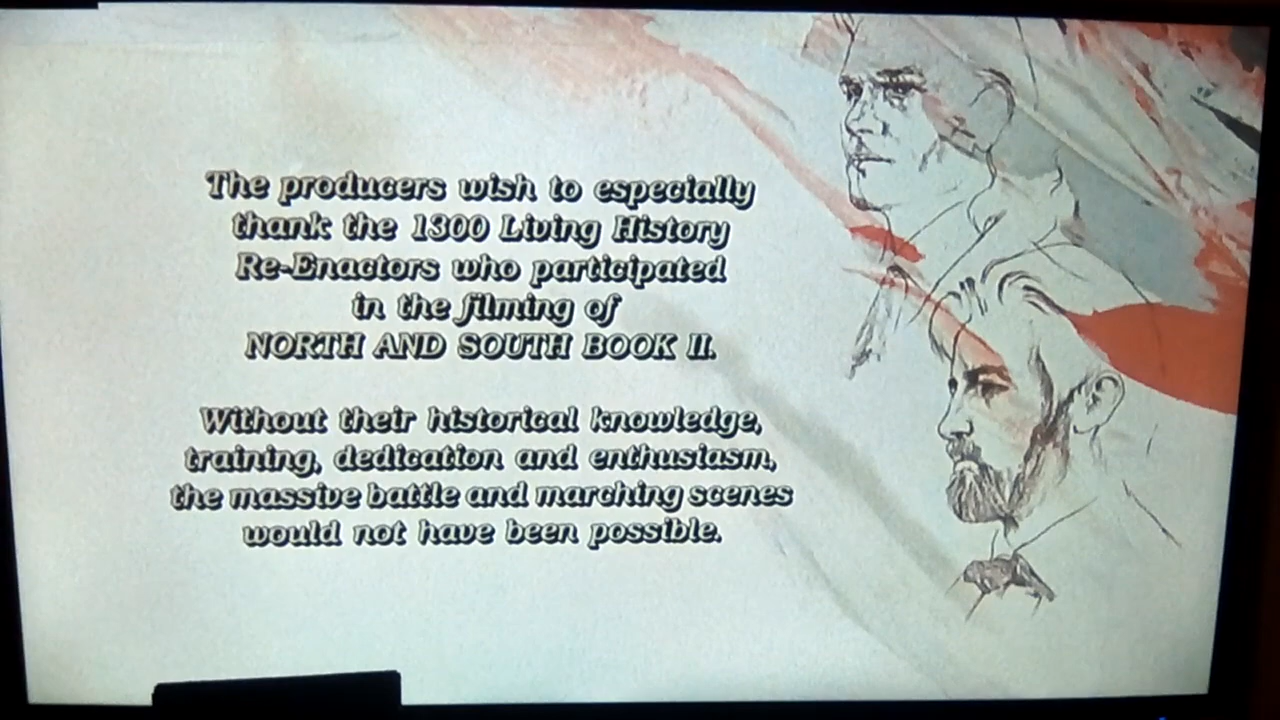 The producers wish to especially
thank the 1300 Living History
Re-Enactors who participated
in the filming of
NORTH AND SOUTH BOOK II.
Without their historical knowledge,
training, dedication and enthusiasm,
the massive battle and marching scenes
would not have been possible.